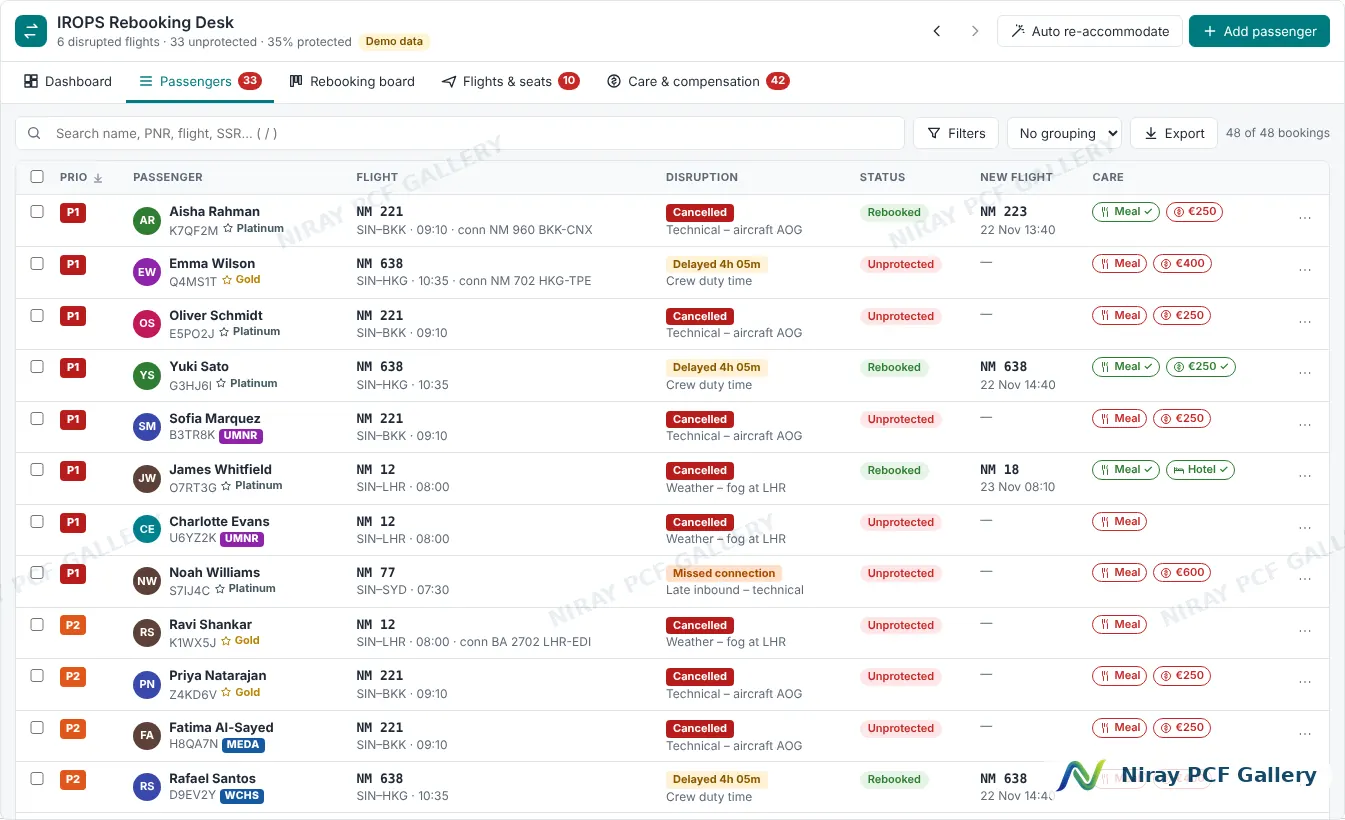 IROPS Rebooking Desk
6 disrupted flights · 33 unprotected · 35% protected Demo data
Auto re-accommodate
Add passenger
Dashboard
Passengers 33
Rebooking board
Flights & seats 10
Care & compensation 42
Search name, PNR, flight, SSR... ( / )
Filters
No grouping
Export
48 of 48 bookings
PRIO PASSENGER FLIGHT DISRUPTION STATUS NEW FLIGHT CARE
P1 AR Aisha Rahman NM 221 Cancelled Rebooked NM 223 Meal ✓ €250 ...
K7QF2M Platinum SIN–BKK · 09:10 · conn NM 960 BKK-CNX Technical – aircraft AOG 22 Nov 13:40
P1 EW Emma Wilson NM 638 Delayed 4h 05m Unprotected — Meal €400 ...
Q4MS1T Gold SIN–HKG · 10:35 · conn NM 702 HKG-TPE Crew duty time
P1 OS Oliver Schmidt NM 221 Cancelled Unprotected — Meal €250 ...
E5PO2J Platinum SIN–BKK · 09:10 Technical – aircraft AOG
P1 YS Yuki Sato NM 638 Delayed 4h 05m Rebooked NM 638 Meal ✓ €250 ✓ ...
G3HJ6I Platinum SIN–HKG · 10:35 Crew duty time 22 Nov 14:40
P1 SM Sofia Marquez NM 221 Cancelled Unprotected — Meal €250 ...
B3TR8K UMNR SIN–BKK · 09:10 Technical – aircraft AOG
P1 JW James Whitfield NM 12 Cancelled Rebooked NM 18 Meal ✓ Hotel ✓ ...
O7RT3G Platinum SIN–LHR · 08:00 Weather – fog at LHR 23 Nov 08:10
P1 CE Charlotte Evans NM 12 Cancelled Unprotected — Meal ...
U6YZ2K UMNR SIN–LHR · 08:00 Weather – fog at LHR
P1 NW Noah Williams NM 77 Missed connection Unprotected — Meal €600 ...
S7IJ4C Platinum SIN–SYD · 07:30 Late inbound – technical
P2 RS Ravi Shankar NM 12 Cancelled Unprotected — Meal ...
K1WX5J Gold SIN–LHR · 08:00 · conn BA 2702 LHR-EDI Weather – fog at LHR
P2 PN Priya Natarajan NM 221 Cancelled Unprotected — Meal €250 ...
Z4KD6V Gold SIN–BKK · 09:10 Technical – aircraft AOG
P2 FA Fatima Al-Sayed NM 221 Cancelled Unprotected — Meal €250 ...
H8QA7N MEDA SIN–BKK · 09:10 Technical – aircraft AOG
P2 RS Rafael Santos NM 638 Delayed 4h 05m Rebooked NM 638
D9EV2Y WCHS SIN–HKG · 10:35 Crew duty time 22 Nov 14:40
Niray PCF Gallery
NIRAY PCF GALLERY
NIRAY PCF GALLERY
NIRAY PCF GALLERY